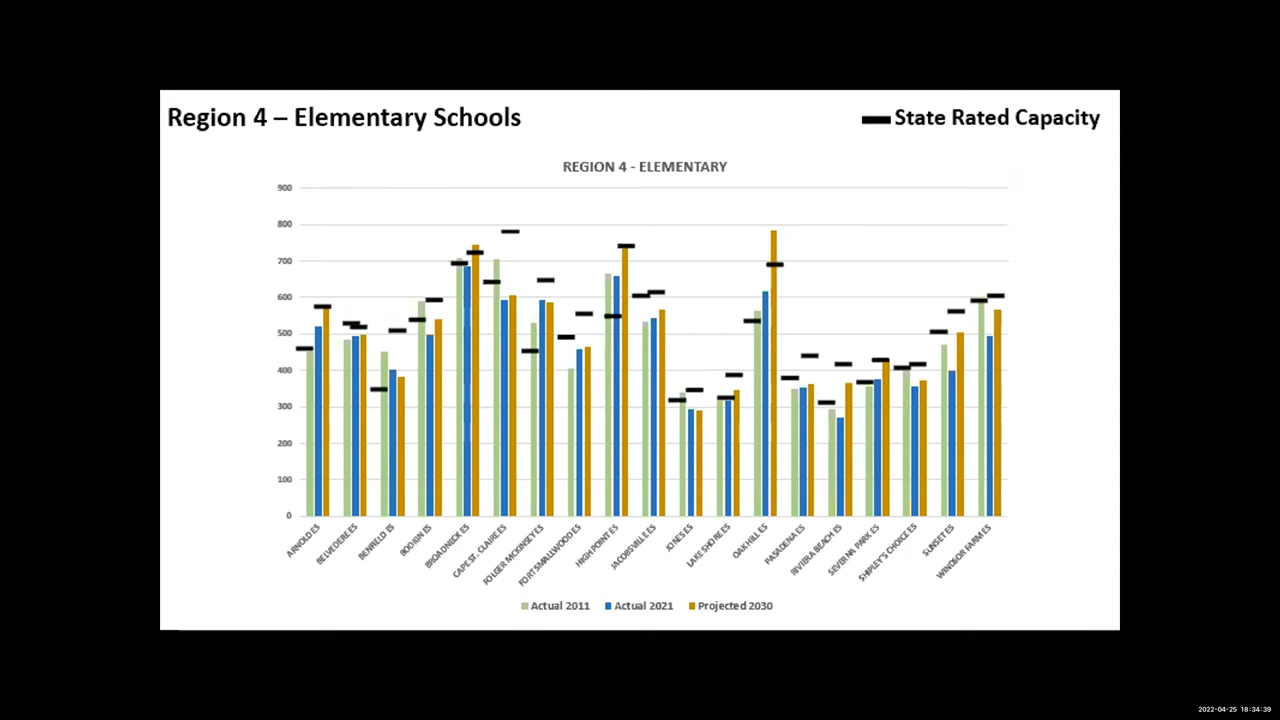 Region 4 – Elementary Schools
State Rated Capacity
REGION 4 - ELEMENTARY
900
800
700
600
500
400
300
200
100
0
ARNOLD ES
BELVEDERE ES
BENFIELD ES
BODKIN ES
BROADNECK ES
CAPE ST. CLAIRE ES
FOLGER MCKINSEY ES
FORT SMALLWOOD ES
HIGH POINT ES
JACOBSVILLE ES
JONES ES
LAKE SHORE ES
OAK HILL ES
PASADENA ES
RIVIERA BEACH ES
SEVERNA PARK ES
SHIPLEY'S CHOICE ES
SUNSET ES
WINDSOR FARM ES
Actual 2011 Actual 2021 Projected 2030
2022-04-25 18:34:39